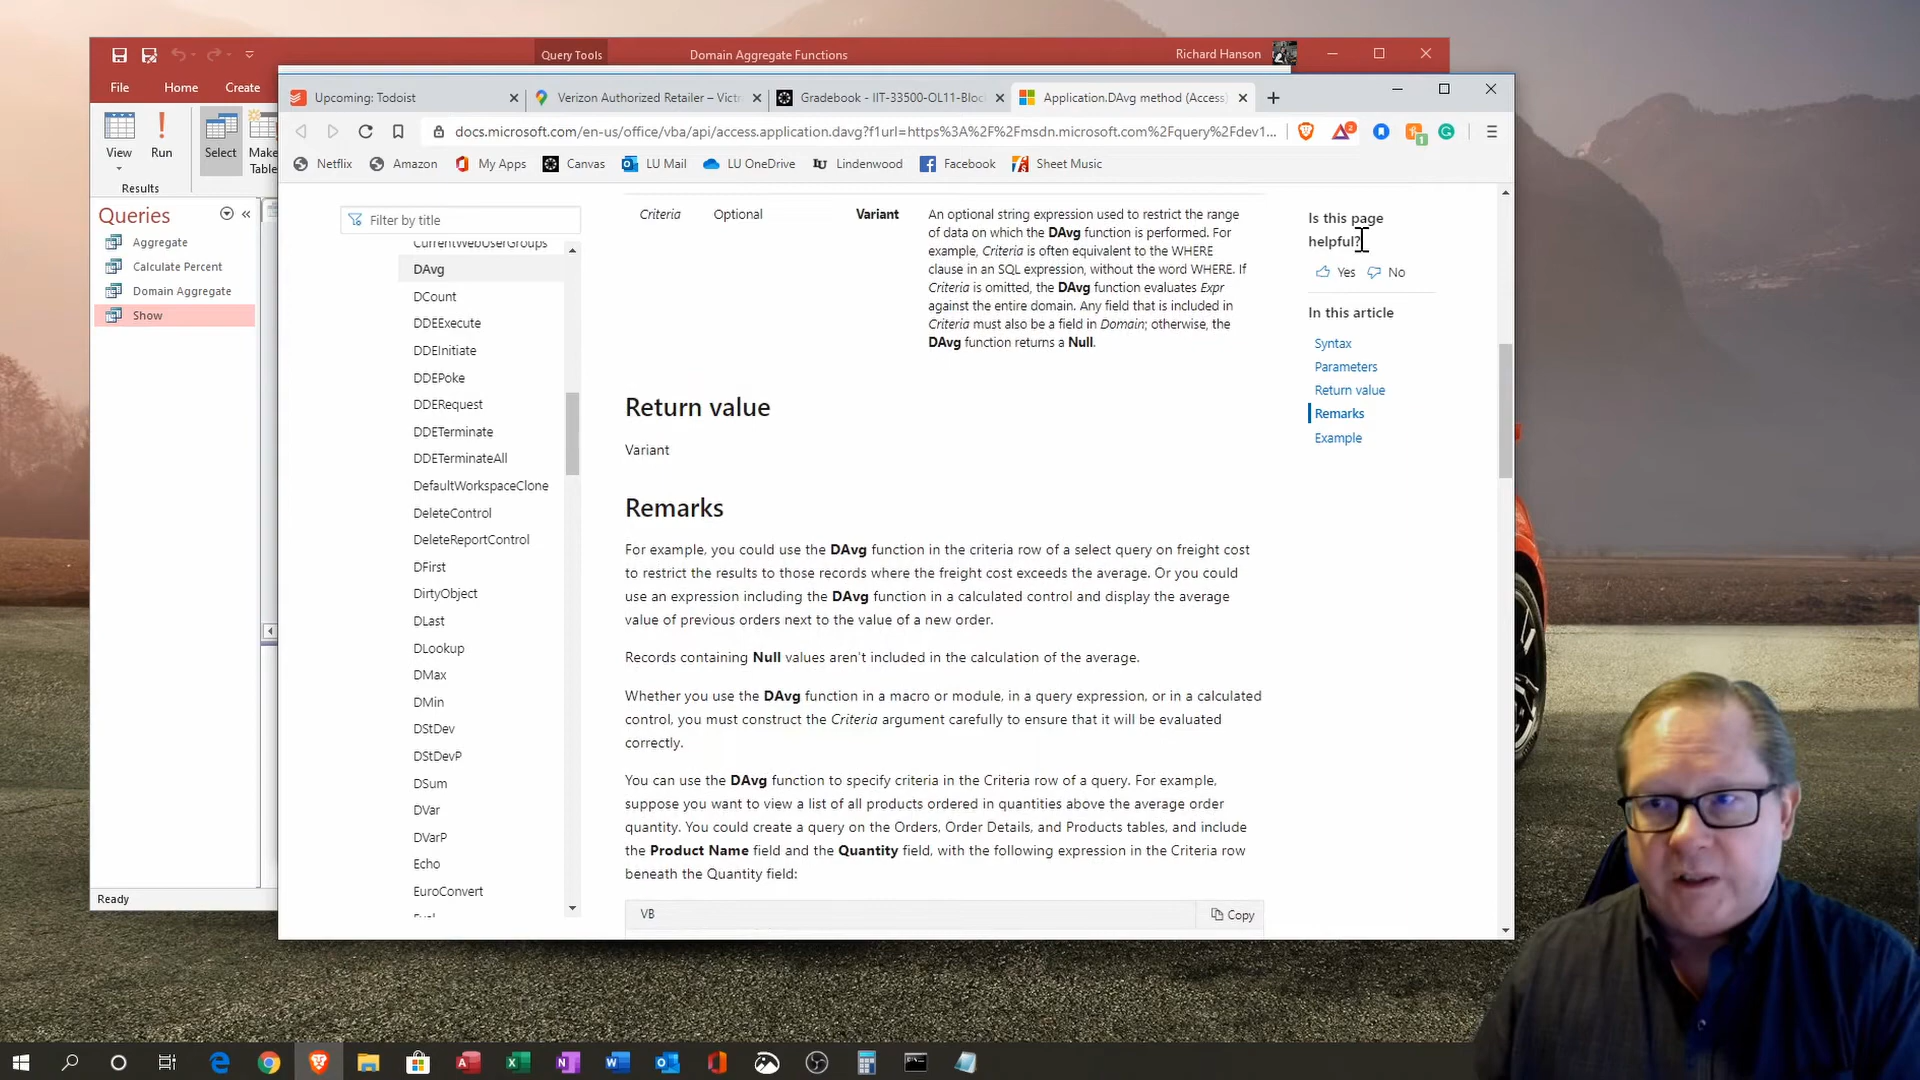 Query Tools
Domain Aggregate Functions
Richard Hanson
File
Home
Create
View
Run
Select
Make
Table
Results
Queries
Aggregate
Calculate Percent
Domain Aggregate
Show
Ready
Upcoming: Todoist
Verizon Authorized Retailer – Vict
Gradebook - IIT-33500-OL11-Bloc
Application.DAvg method (Access)
docs.microsoft.com/en-us/office/vba/api/access.application.davg?f1url=https%3A%2F%2Fmsdn.microsoft.com%2Fquery%2Fdev1...
2
1
Netflix
Amazon
My Apps
Canvas
LU Mail
LU OneDrive
LU
Lindenwood
Facebook
Sheet Music
Filter by title
CurrentWebUserGroups
DAvg
DCount
DDEExecute
DDEInitiate
DDEPoke
DDERequest
DDETerminate
DDETerminateAll
DefaultWorkspaceClone
DeleteControl
DeleteReportControl
DFirst
DirtyObject
DLast
DLookup
DMax
DMin
DStDev
DStDevP
DSum
DVar
DVarP
Echo
EuroConvert
Criteria
Optional
Variant
An optional string expression used to restrict the range
of data on which the DAvg function is performed. For
example, Criteria is often equivalent to the WHERE
clause in an SQL expression, without the word WHERE. If
Criteria is omitted, the DAvg function evaluates Expr
against the entire domain. Any field that is included in
Criteria must also be a field in Domain; otherwise, the
DAvg function returns a Null.
Return value
Variant
Remarks
For example, you could use the DAvg function in the criteria row of a select query on freight cost
to restrict the results to those records where the freight cost exceeds the average. Or you could
use an expression including the DAvg function in a calculated control and display the average
value of previous orders next to the value of a new order.
Records containing Null values aren't included in the calculation of the average.
Whether you use the DAvg function in a macro or module, in a query expression, or in a calculated
control, you must construct the Criteria argument carefully to ensure that it will be evaluated
correctly.
You can use the DAvg function to specify criteria in the Criteria row of a query. For example,
suppose you want to view a list of all products ordered in quantities above the average order
quantity. You could create a query on the Orders, Order Details, and Products tables, and include
the Product Name field and the Quantity field, with the following expression in the Criteria row
beneath the Quantity field:
VB
Copy
Is this page
helpful?
Yes
No
In this article
Syntax
Parameters
Return value
Remarks
Example